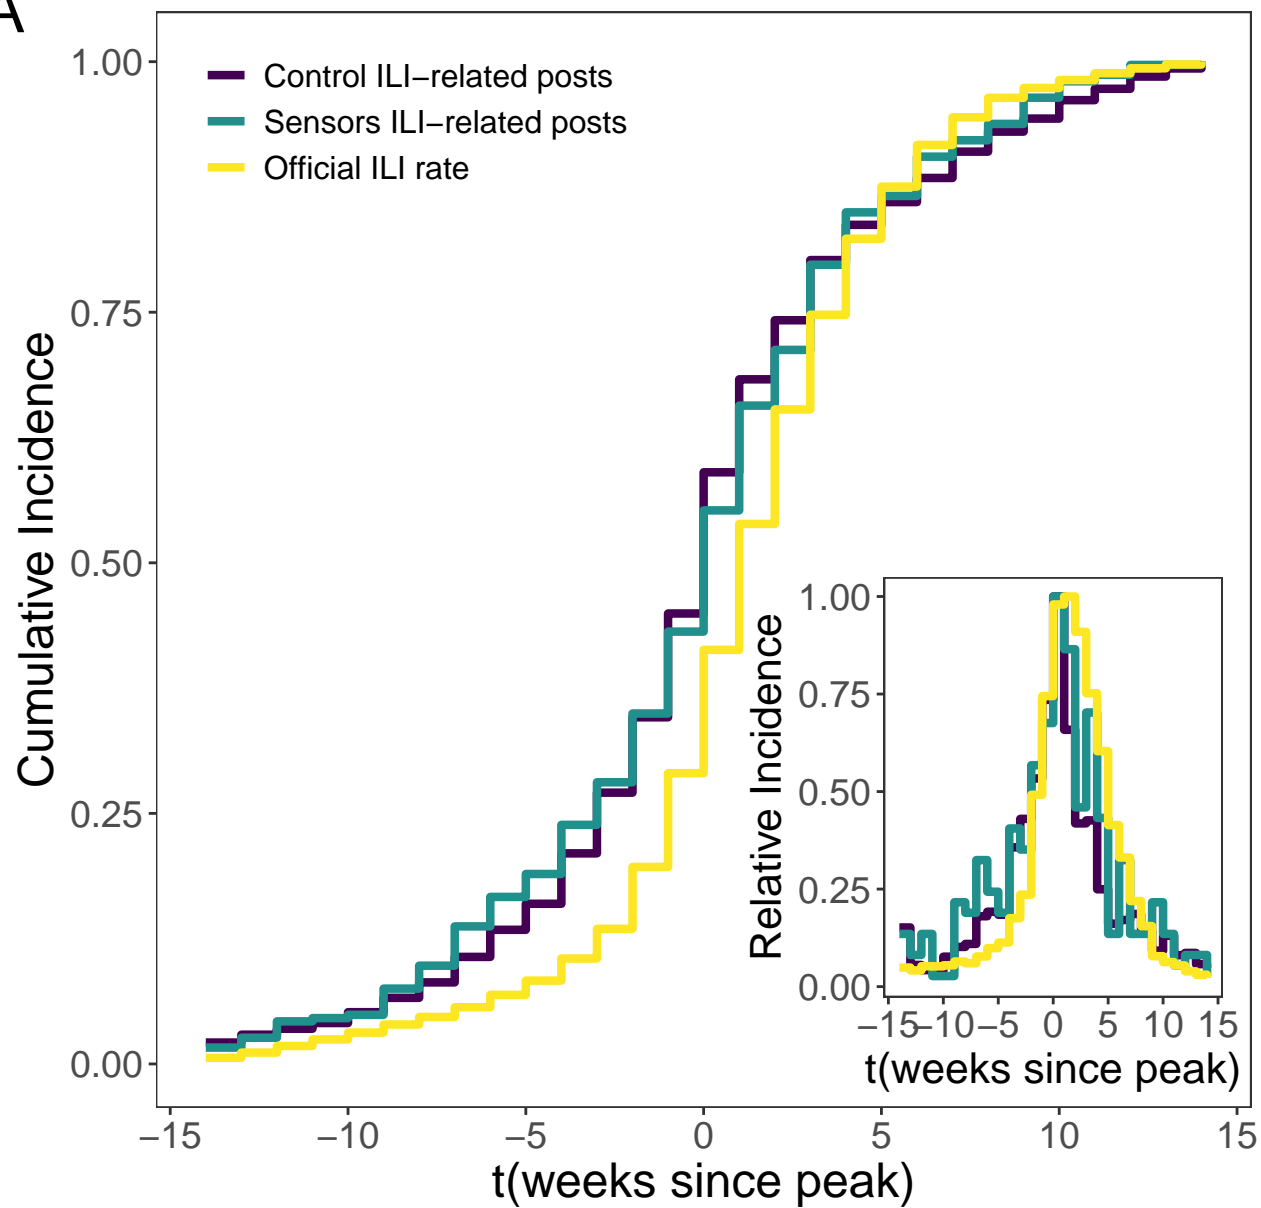 A
Control ILI−related posts
Sensors ILI−related posts
Official ILI rate
Cumulative Incidence
1.00
0.75
0.50
0.25
0.00
−15 −10 −5 0 5 10 15
t(weeks since peak)
Relative Incidence
1.00
0.75
0.50
0.25
0.00
−15 −10 −5 0 5 10 15
t(weeks since peak)